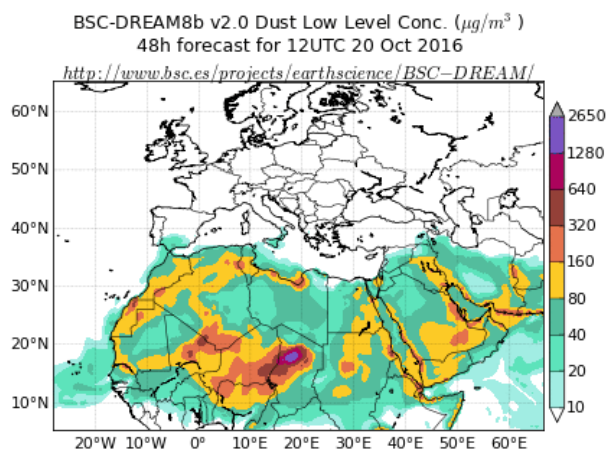 BSC-DREAM8b v2.0 Dust Low Level Conc. (μg/m³ )
48h forecast for 12UTC 20 Oct 2016
http://www.bsc.es/projects/earthscience/BSC−DREAM/
60°N
50°N
40°N
30°N
20°N
10°N
20°W 10°W 0° 10°E 20°E 30°E 40°E 50°E 60°E
2650
1280
640
320
160
80
40
20
10